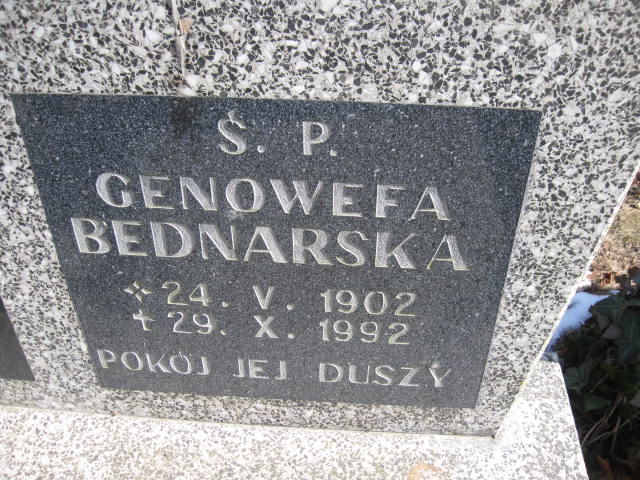 Ś. P.
GENOWEFA
BEDNARSKA
✧ 24. V. 1902
✝ 29. X. 1992
POKÓJ JEJ DUSZY